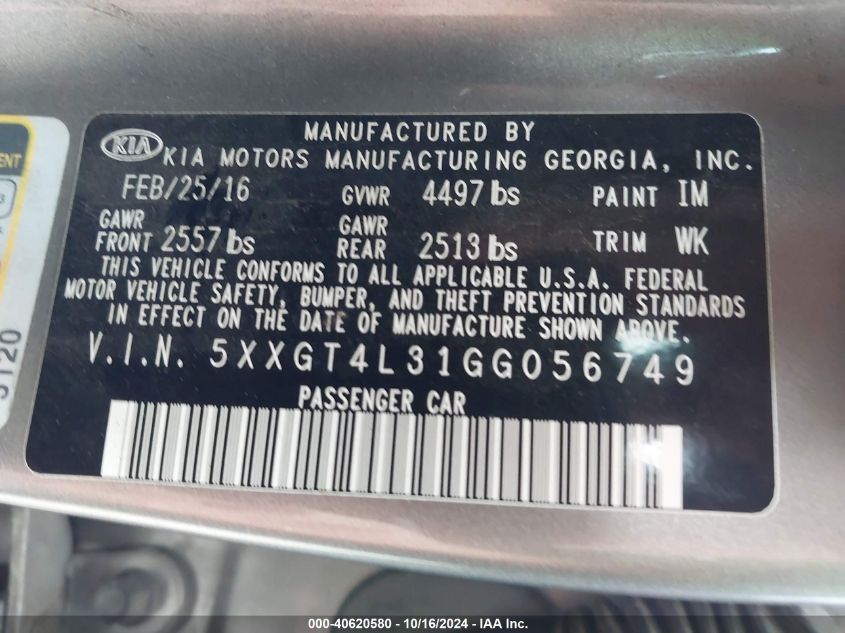 MANUFACTURED BY
KIA KIA MOTORS MANUFACTURING GEORGIA, INC.
FEB/25/16 GVWR 4497 lbs PAINT IM
GAWR FRONT 2557 lbs GAWR REAR 2513 lbs TRIM WK
THIS VEHICLE CONFORMS TO ALL APPLICABLE U.S.A. FEDERAL
MOTOR VEHICLE SAFETY, BUMPER, AND THEFT PREVENTION STANDARDS
IN EFFECT ON THE DATE OF MANUFACTURE SHOWN ABOVE.
V.I.N. 5XXGT4L31GG056749
PASSENGER CAR
000-40620580 - 10/16/2024 - IAA Inc.